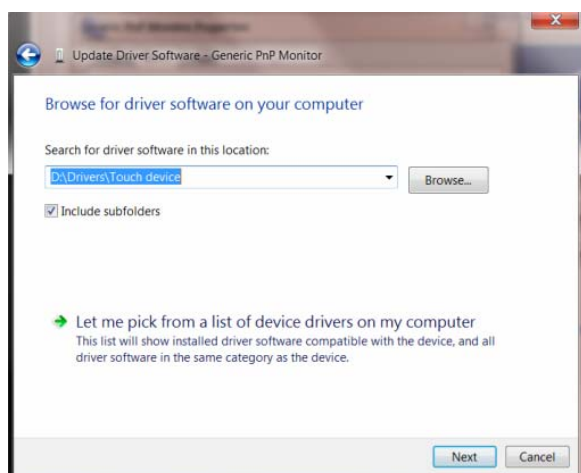 Update Driver Software - Generic PnP Monitor
Browse for driver software on your computer
Search for driver software in this location:
D:\Drivers\Touch device
Browse...
Include subfolders
Let me pick from a list of device drivers on my computer
This list will show installed driver software compatible with the device, and all
driver software in the same category as the device.
Next
Cancel